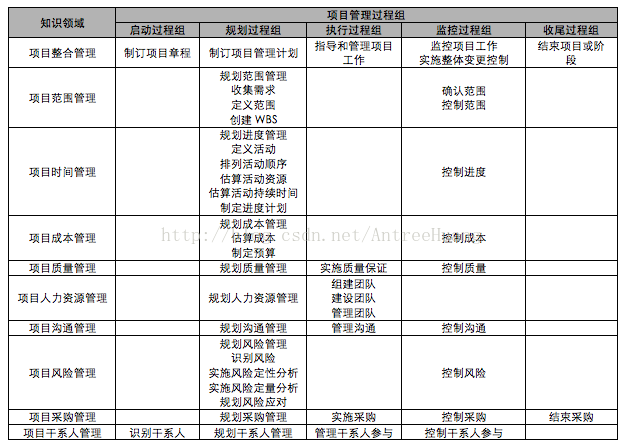 知识领域
项目管理过程组
启动过程组 规划过程组 执行过程组 监控过程组 收尾过程组
项目整合管理 制订项目章程 制订项目管理计划 指导和管理项目 监控项目工作 结束项目或阶
工作 实施整体变更控制 段
项目范围管理
规划范围管理
收集需求
定义范围
创建 WBS
确认范围
控制范围
项目时间管理
规划进度管理
定义活动
排列活动顺序
估算活动资源
估算活动持续时间
制定进度计划
控制进度
项目成本管理
规划成本管理
估算成本
制定预算
控制成本
项目质量管理 规划质量管理 实施质量保证 控制质量
项目人力资源管理 规划人力资源管理
组建团队
建设团队
管理团队
项目沟通管理 规划沟通管理 管理沟通 控制沟通
项目风险管理
规划风险管理
识别风险
实施风险定性分析
实施风险定量分析
规划风险应对
控制风险
项目采购管理 规划采购管理 实施采购 控制采购 结束采购
项目干系人管理 识别干系人 规划干系人管理 管理干系人参与 控制干系人参与